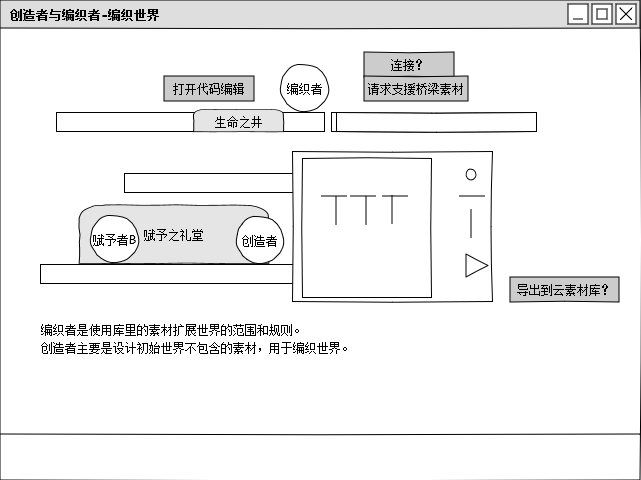 创造者与编织者-编织世界
连接？
打开代码编辑
编织者
请求支援桥梁素材
生命之井
赋予者B
赋予之礼堂
创造者
导出到云素材库？
编织者是使用库里的素材扩展世界的范围和规则。
创造者主要是设计初始世界不包含的素材，用于编织世界。